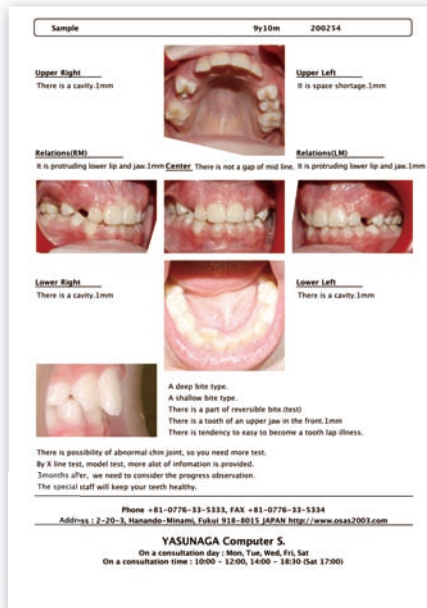 Sample 9y10m 200254
Upper Right
There is a cavity.1mm
Upper Left
It is space shortage.1mm
Relations(RM)
It is protruding lower lip and jaw.1mm
Center There is not a gap of mid line.
Relations(LM)
It is protruding lower lip and jaw.1mm
Lower Right
There is a cavity.1mm
Lower Left
There is a cavity.1mm
A deep bite type.
A shallow bite type.
There is a part of reversible bite.(test)
There is a tooth of an upper jaw in the front.1mm
There is tendency to easy to become a tooth lap illness.
There is possibility of abnormal chin joint, so you need more test.
By X line test, model test, more alot of infomation is provided.
3months after, we need to consider the progress observation.
The special staff will keep your teeth healthy.
Phone +81-0776-33-5333, FAX +81-0776-33-5334
Address : 2-20-3, Hanando-Minami, Fukui 918-8015 JAPAN http://www.osas2003.com
YASUNAGA Computer S.
On a consultation day : Mon, Tue, Wed, Fri, Sat
On a consultation time : 10:00 - 12:00, 14:00 - 18:30 (Sat 17:00)